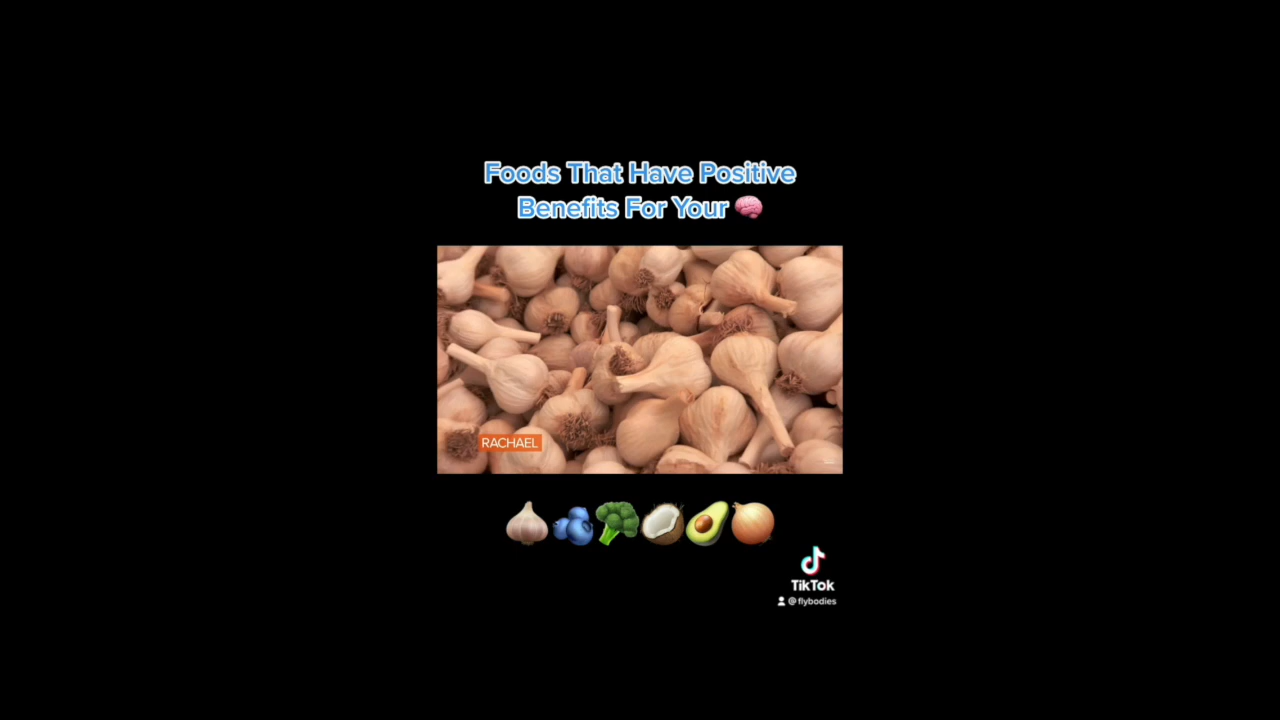 Foods That Have Positive
Benefits For Your 🧠
RACHAEL
TikTok
@flybodies